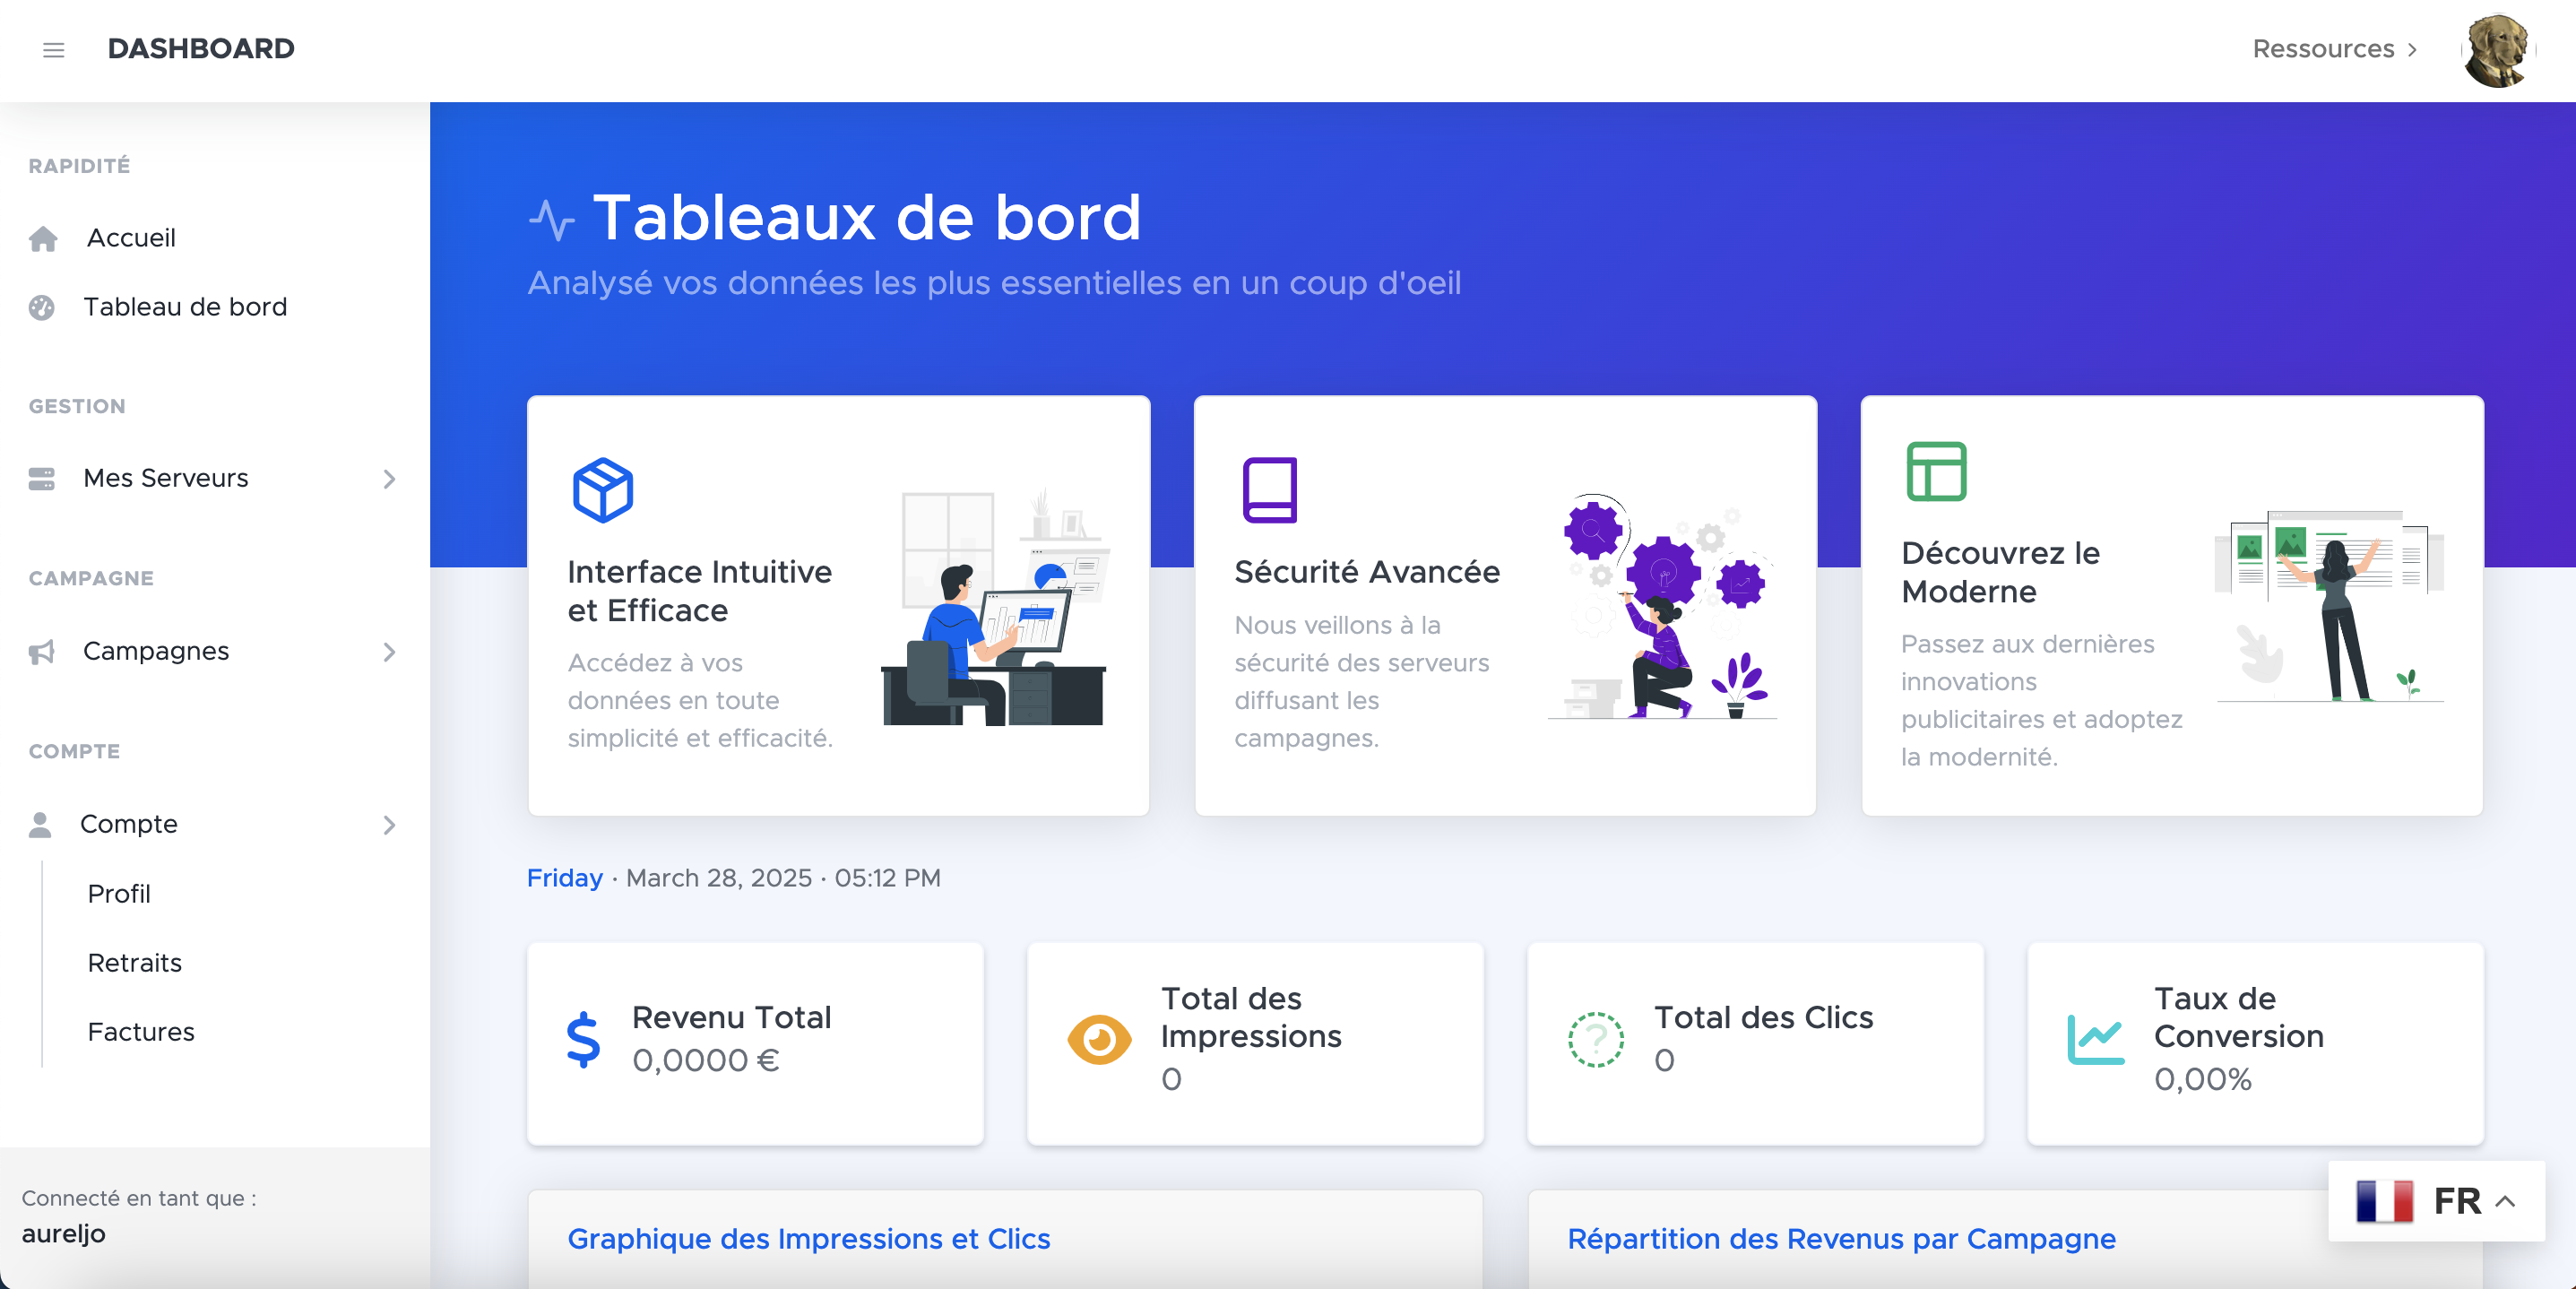 DASHBOARD
Ressources
RAPIDITÉ
Accueil
Tableau de bord
GESTION
Mes Serveurs
CAMPAGNE
Campagnes
COMPTE
Compte
Profil
Retraits
Factures
Connecté en tant que :
aureljo
Tableaux de bord
Analysé vos données les plus essentielles en un coup d'oeil
Interface Intuitive
et Efficace
Accédez à vos
données en toute
simplicité et efficacité.
Sécurité Avancée
Nous veillons à la
sécurité des serveurs
diffusant les
campagnes.
Découvrez le
Moderne
Passez aux dernières
innovations
publicitaires et adoptez
la modernité.
Friday · March 28, 2025 · 05:12 PM
Revenu Total
0,0000 €
Total des
Impressions
0
Total des Clics
0
Taux de
Conversion
0,00%
Graphique des Impressions et Clics
Répartition des Revenus par Campagne
FR